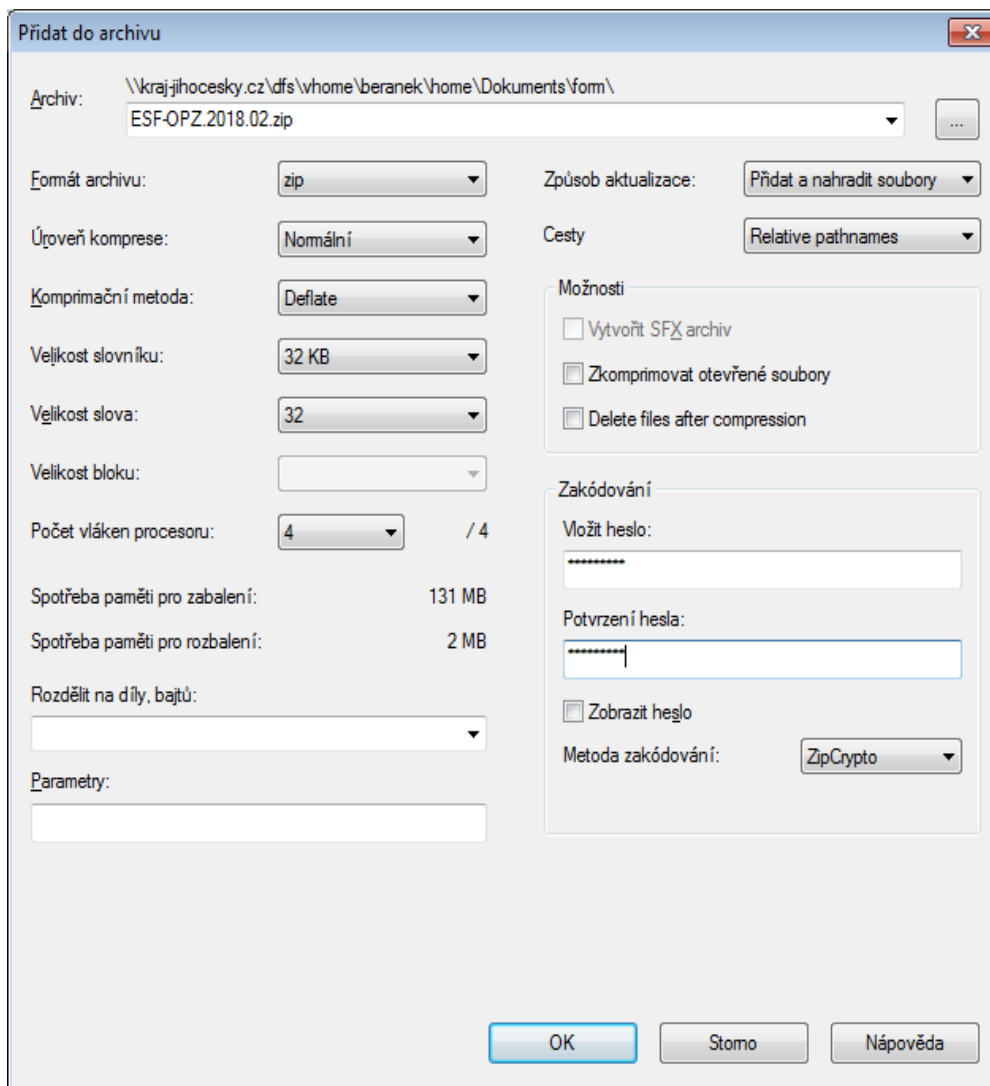 Přidat do archivu
Archiv:
\\kraj-jihocesky.cz\dfs\vhome\beranek\home\Dokuments\form\
ESF-OPZ.2018.02.zip
...
Formát archivu: zip
Úroveň komprese: Normální
Komprimační metoda: Deflate
Velikost slovníku: 32 KB
Velikost slova: 32
Velikost bloku:
Počet vláken procesoru: 4 / 4
Spotřeba paměti pro zabalení: 131 MB
Spotřeba paměti pro rozbalení: 2 MB
Rozdělit na díly, bajtů:
Parametry:
Způsob aktualizace: Přidat a nahradit soubory
Cesty Relative pathnames
Možnosti
Vytvořit SFX archiv
Zkomprimovat otevřené soubory
Delete files after compression
Zakódování
Vložit heslo:
*********
Potvrzení hesla:
*********
Zobrazit heslo
Metoda zakódování: ZipCrypto
OK Storno Nápověda